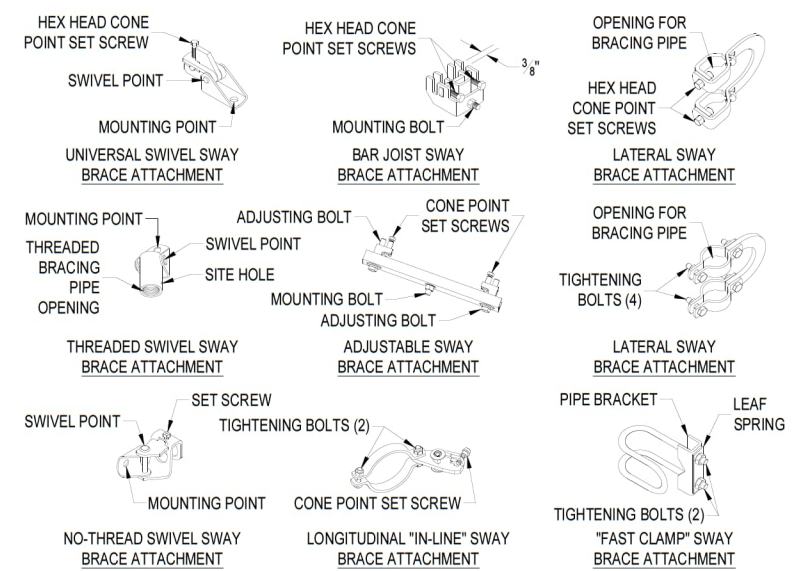 HEX HEAD CONE
POINT SET SCREW
SWIVEL POINT
MOUNTING POINT
UNIVERSAL SWIVEL SWAY
BRACE ATTACHMENT
HEX HEAD CONE
POINT SET SCREWS
3/8"
MOUNTING BOLT
BAR JOIST SWAY
BRACE ATTACHMENT
OPENING FOR
BRACING PIPE
HEX HEAD
CONE POINT
SET SCREWS
LATERAL SWAY
BRACE ATTACHMENT
MOUNTING POINT
THREADED
BRACING
PIPE
OPENING
SWIVEL POINT
SITE HOLE
THREADED SWIVEL SWAY
BRACE ATTACHMENT
ADJUSTING BOLT
CONE POINT
SET SCREWS
MOUNTING BOLT
ADJUSTING BOLT
ADJUSTABLE SWAY
BRACE ATTACHMENT
OPENING FOR
BRACING PIPE
TIGHTENING
BOLTS (4)
LATERAL SWAY
BRACE ATTACHMENT
SET SCREW
SWIVEL POINT
MOUNTING POINT
NO-THREAD SWIVEL SWAY
BRACE ATTACHMENT
TIGHTENING BOLTS (2)
CONE POINT SET SCREW
LONGITUDINAL "IN-LINE" SWAY
BRACE ATTACHMENT
PIPE BRACKET
LEAF
SPRING
TIGHTENING BOLTS (2)
"FAST CLAMP" SWAY
BRACE ATTACHMENT